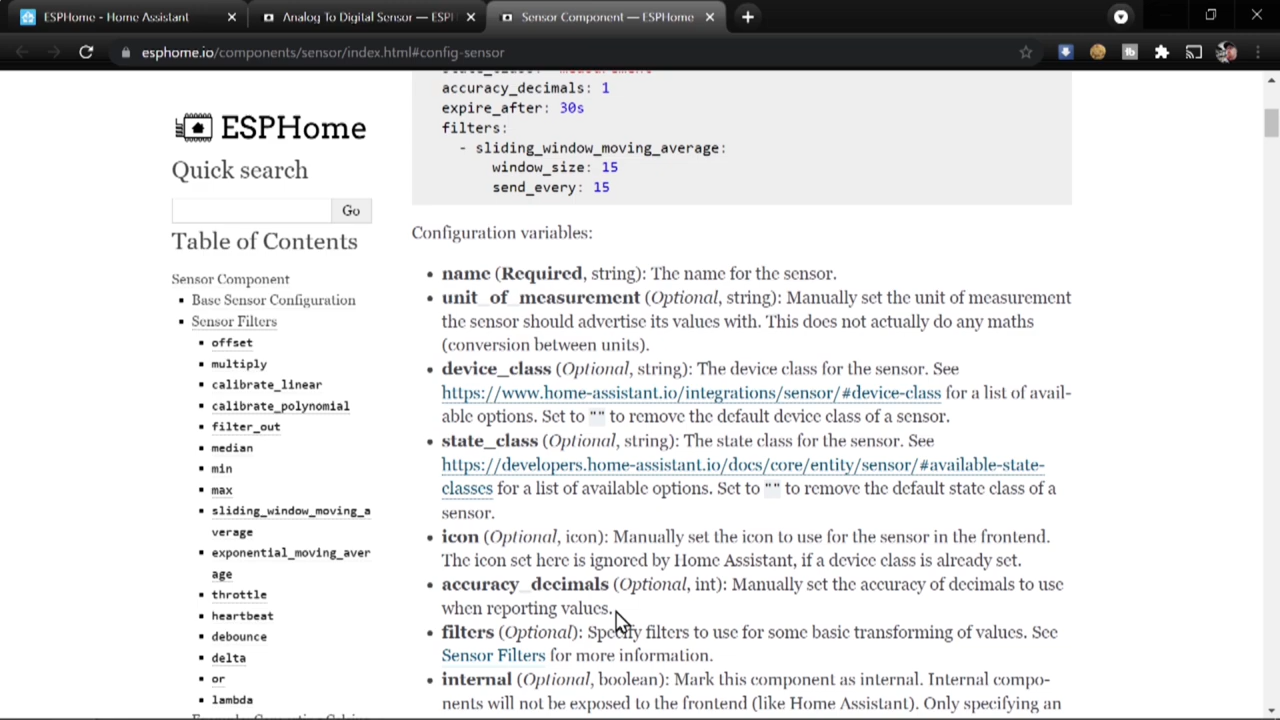 ESPHome - Home Assistant
Analog To Digital Sensor — ESPH
Sensor Component — ESPHome
esphome.io/components/sensor/index.html#config-sensor
accuracy_decimals: 1
expire_after: 30s
filters:
- sliding_window_moving_average:
window_size: 15
send_every: 15
ESPHome
Quick search
Go
Table of Contents
Sensor Component
Base Sensor Configuration
Sensor Filters
offset
multiply
calibrate_linear
calibrate_polynomial
filter_out
median
min
max
sliding_window_moving_a
verage
exponential_moving_aver
age
throttle
heartbeat
debounce
delta
or
lambda
Configuration variables:
name (Required, string): The name for the sensor.
unit_of_measurement (Optional, string): Manually set the unit of measurement
the sensor should advertise its values with. This does not actually do any maths
(conversion between units).
device_class (Optional, string): The device class for the sensor. See
https://www.home-assistant.io/integrations/sensor/#device-class for a list of avail-
able options. Set to "" to remove the default device class of a sensor.
state_class (Optional, string): The state class for the sensor. See
https://developers.home-assistant.io/docs/core/entity/sensor/#available-state-
classes for a list of available options. Set to "" to remove the default state class of a
sensor.
icon (Optional, icon): Manually set the icon to use for the sensor in the frontend.
The icon set here is ignored by Home Assistant, if a device class is already set.
accuracy_decimals (Optional, int): Manually set the accuracy of decimals to use
when reporting values.
filters (Optional): Specify filters to use for some basic transforming of values. See
Sensor Filters for more information.
internal (Optional, boolean): Mark this component as internal. Internal compo-
nents will not be exposed to the frontend (like Home Assistant). Only specifying an